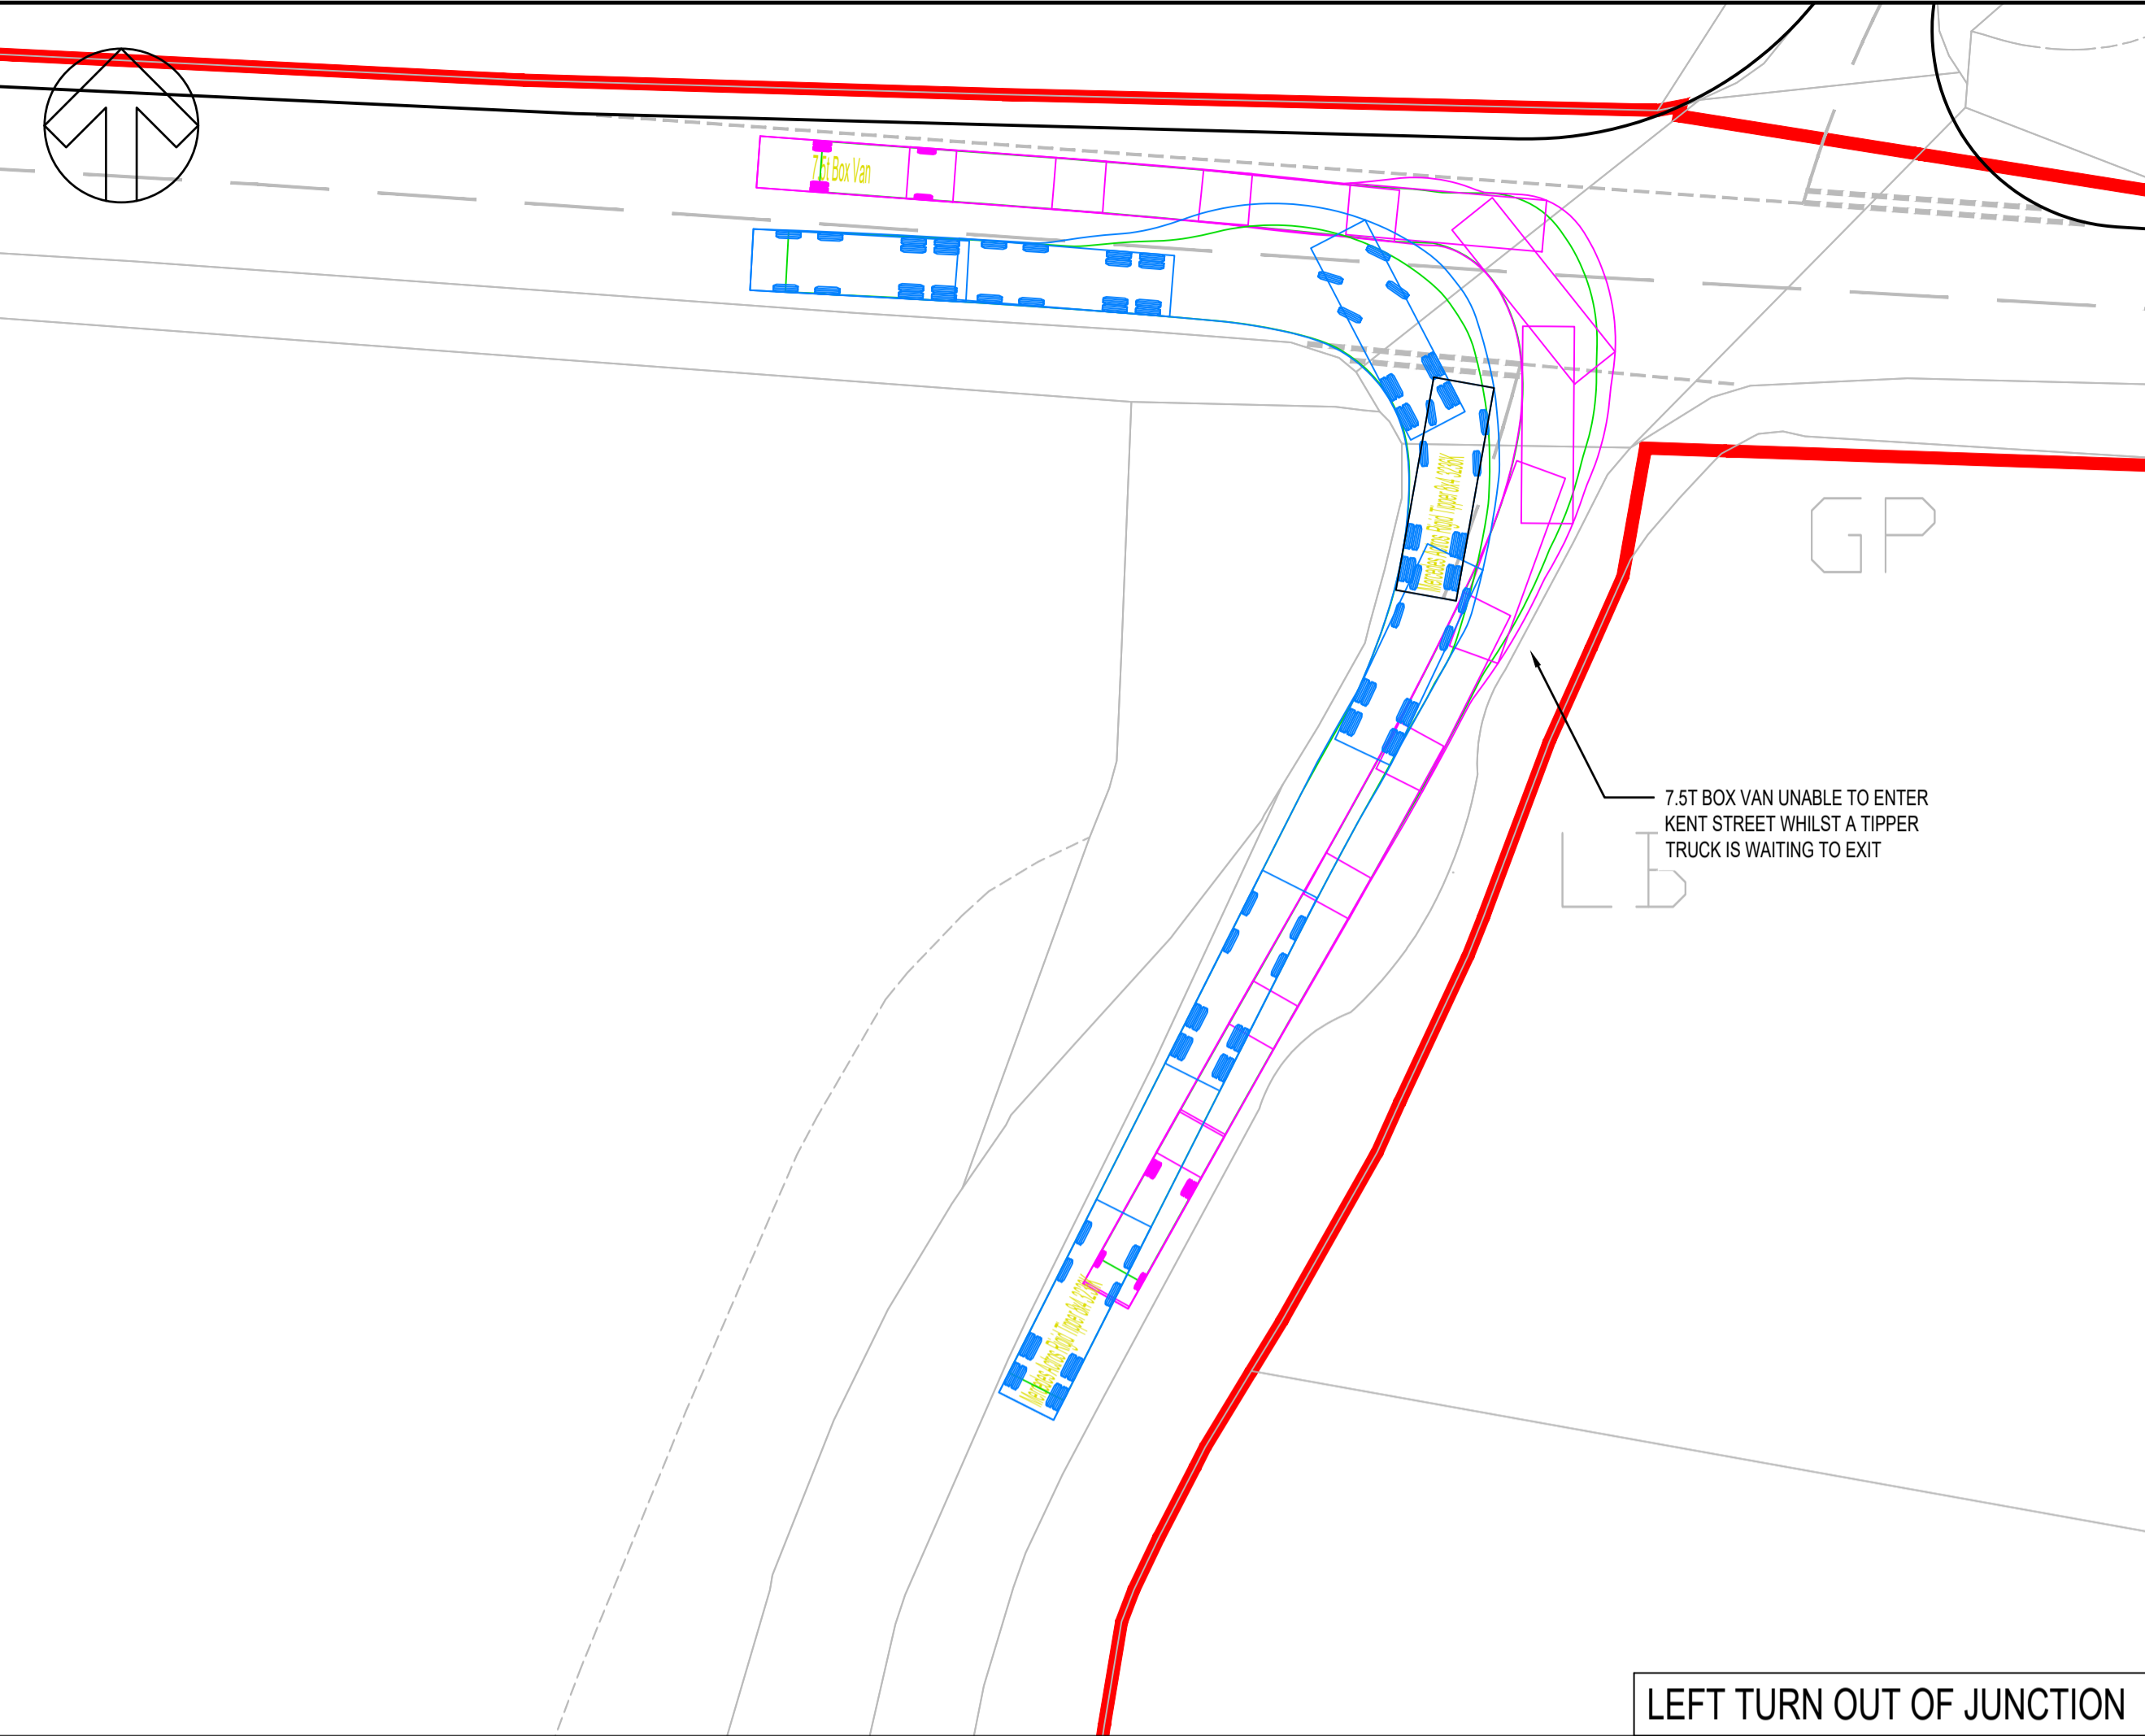 7.5t Box Van
GP
7.5T BOX VAN UNABLE TO ENTER
KENT STREET WHILST A TIPPER
TRUCK IS WAITING TO EXIT
LB
LEFT TURN OUT OF JUNCTION